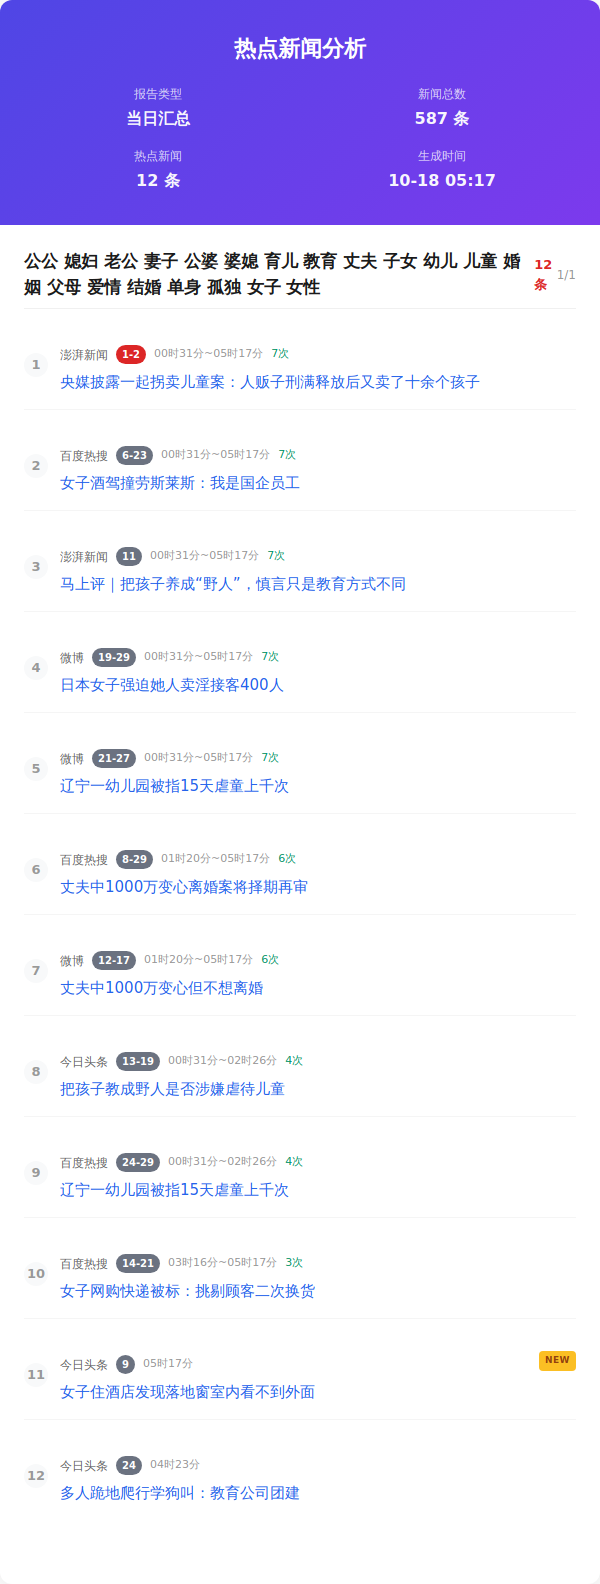 热点新闻分析
报告类型
新闻总数
当日汇总
587 条
热点新闻
生成时间
12 条
10-18 05:17
公公 媳妇 老公 妻子 公婆 婆媳 育儿 教育 丈夫 子女 幼儿 儿童 婚
姻 父母 爱情 结婚 单身 孤独 女子 女性
12
条
1/1
1
澎湃新闻 1-2 00时31分~05时17分 7次
央媒披露一起拐卖儿童案：人贩子刑满释放后又卖了十余个孩子
2
百度热搜 6-23 00时31分~05时17分 7次
女子酒驾撞劳斯莱斯：我是国企员工
3
澎湃新闻 11 00时31分~05时17分 7次
马上评｜把孩子养成“野人”，慎言只是教育方式不同
4
微博 19-29 00时31分~05时17分 7次
日本女子强迫她人卖淫接客400人
5
微博 21-27 00时31分~05时17分 7次
辽宁一幼儿园被指15天虐童上千次
6
百度热搜 8-29 01时20分~05时17分 6次
丈夫中1000万变心离婚案将择期再审
7
微博 12-17 01时20分~05时17分 6次
丈夫中1000万变心但不想离婚
8
今日头条 13-19 00时31分~02时26分 4次
把孩子教成野人是否涉嫌虐待儿童
9
百度热搜 24-29 00时31分~02时26分 4次
辽宁一幼儿园被指15天虐童上千次
10
百度热搜 14-21 03时16分~05时17分 3次
女子网购快递被标：挑剔顾客二次换货
11
今日头条 9 05时17分
NEW
女子住酒店发现落地窗室内看不到外面
12
今日头条 24 04时23分
多人跪地爬行学狗叫：教育公司团建